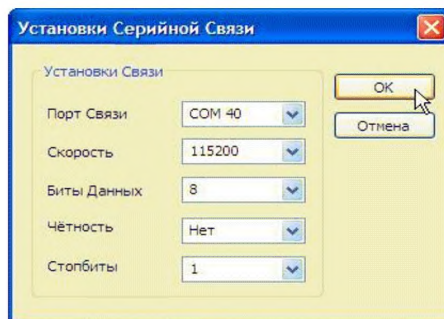 Установки Серийной Связи
Установки Связи
Порт Связи COM 40
Скорость 115200
Биты Данных 8
Чётность Нет
Стопбиты 1
OK
Отмена